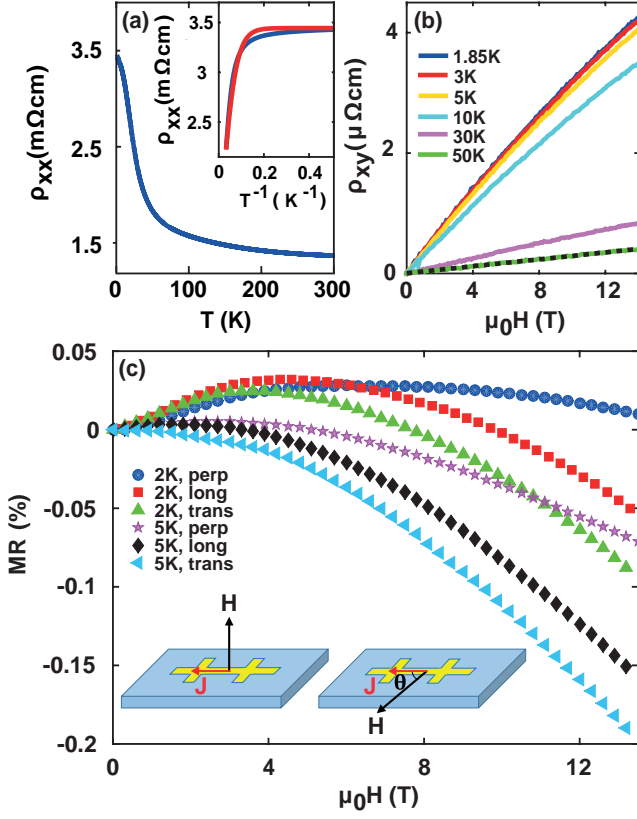 (a)
ρxx(mΩcm)
3.5
2.5
1.5
0
100
200
300
T (K)
ρxx(mΩcm)
3.5
3
2.5
0
0.2
0.4
T⁻¹ ( K⁻¹)
(b)
ρxy(μΩcm)
4
2
0
1.85K
3K
5K
10K
30K
50K
0
4
8
12
μ₀H (T)
(c)
MR (%)
0.05
0
-0.05
-0.1
-0.15
-0.2
2K, perp
2K, long
2K, trans
5K, perp
5K, long
5K, trans
H
J
J
θ
H
0
4
8
12
μ₀H (T)